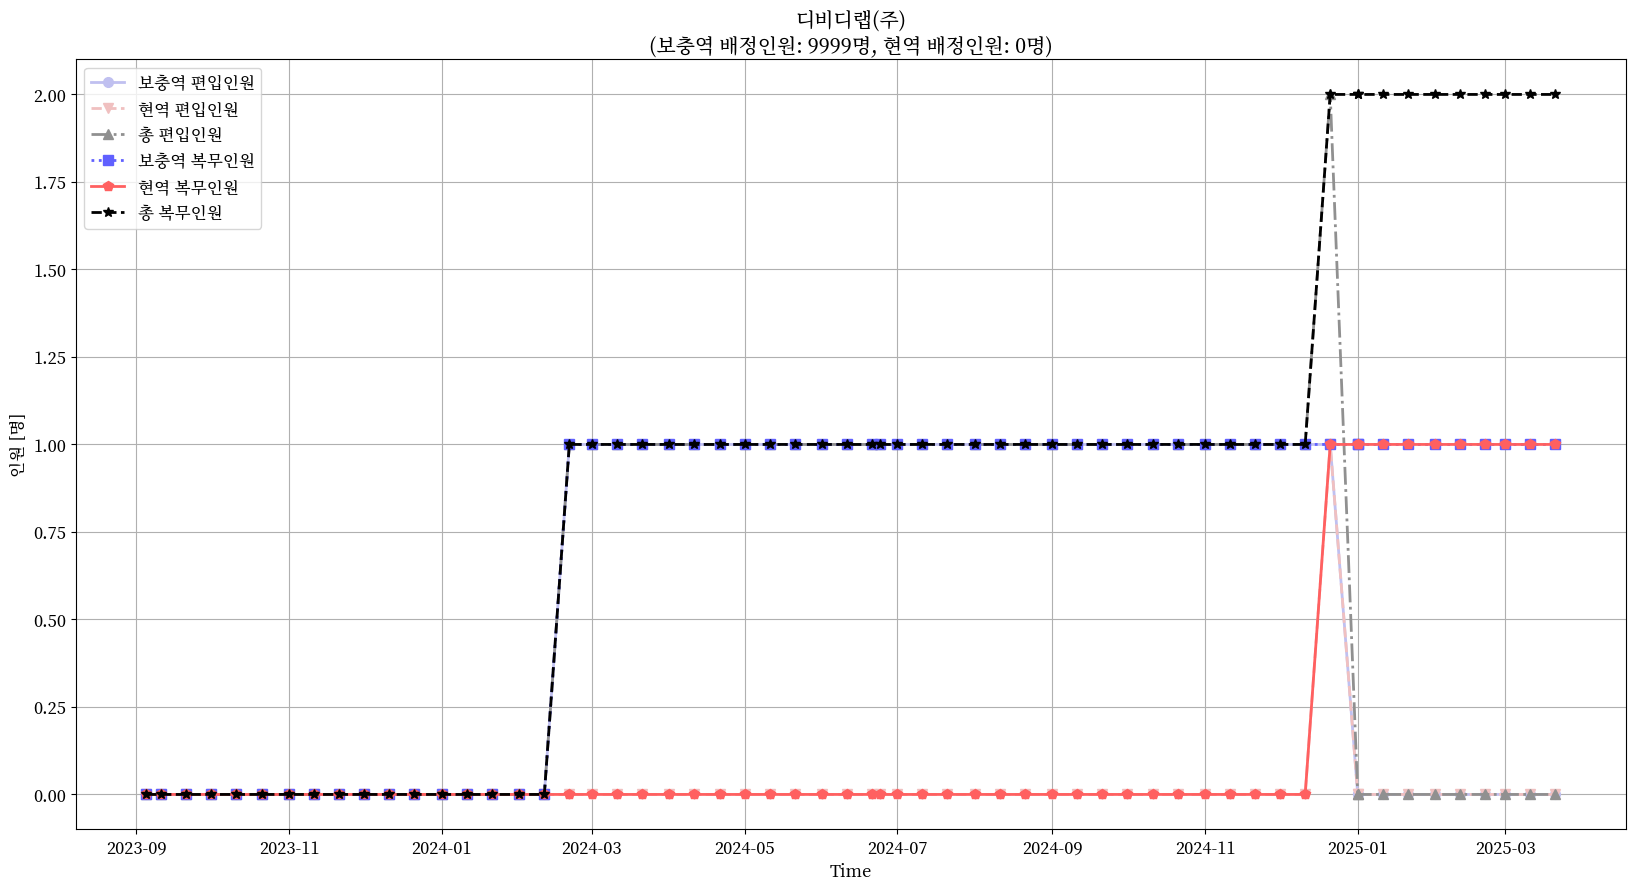 디비디랩(주)
(보충역 배정인원: 9999명, 현역 배정인원: 0명)
보충역 편입인원
현역 편입인원
총 편입인원
보충역 복무인원
현역 복무인원
총 복무인원
2.00
1.75
1.50
1.25
1.00
0.75
0.50
0.25
0.00
인원 [명]
2023-09 2023-11 2024-01 2024-03 2024-05 2024-07 2024-09 2024-11 2025-01 2025-03
Time